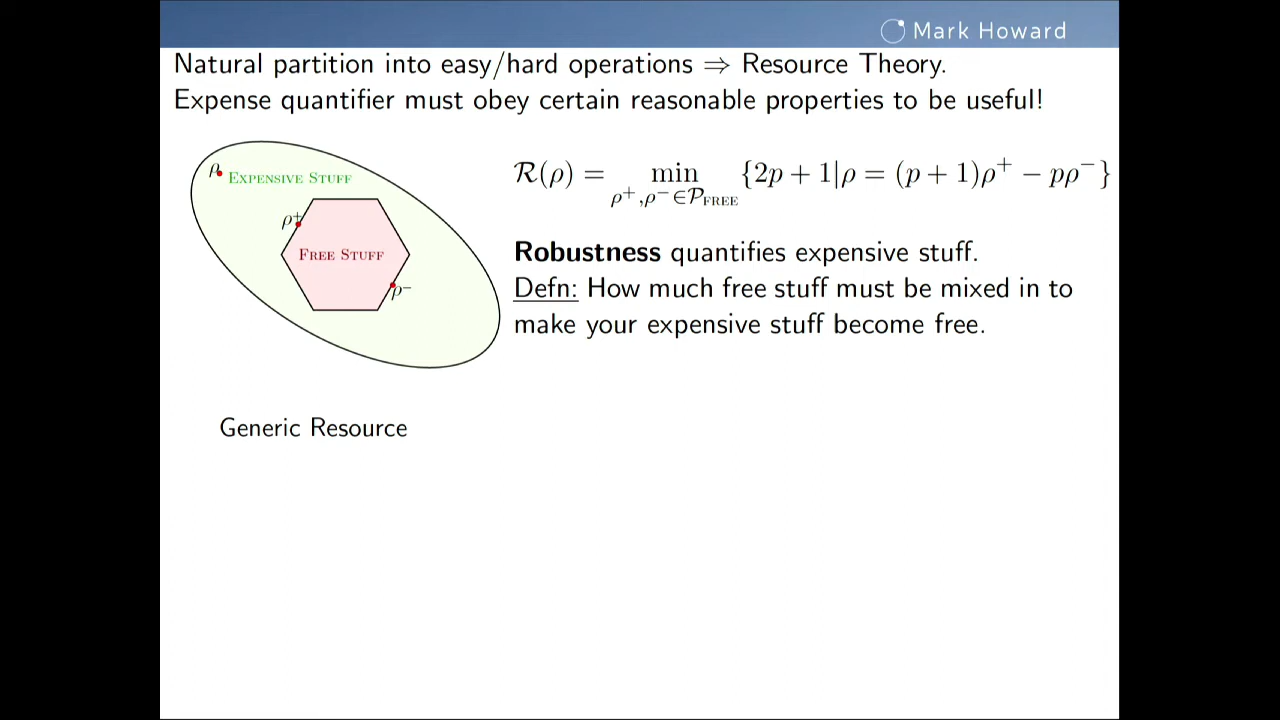 Mark Howard
Natural partition into easy/hard operations ⇒ Resource Theory.
Expense quantifier must obey certain reasonable properties to be useful!
ρ
Expensive Stuff
ρ⁺
Free Stuff
ρ⁻
Generic Resource
ℛ(ρ) = min {2p + 1|ρ = (p + 1)ρ⁺ − pρ⁻}
ρ⁺,ρ⁻∈𝒫FREE
Robustness quantifies expensive stuff.
Defn: How much free stuff must be mixed in to
make your expensive stuff become free.